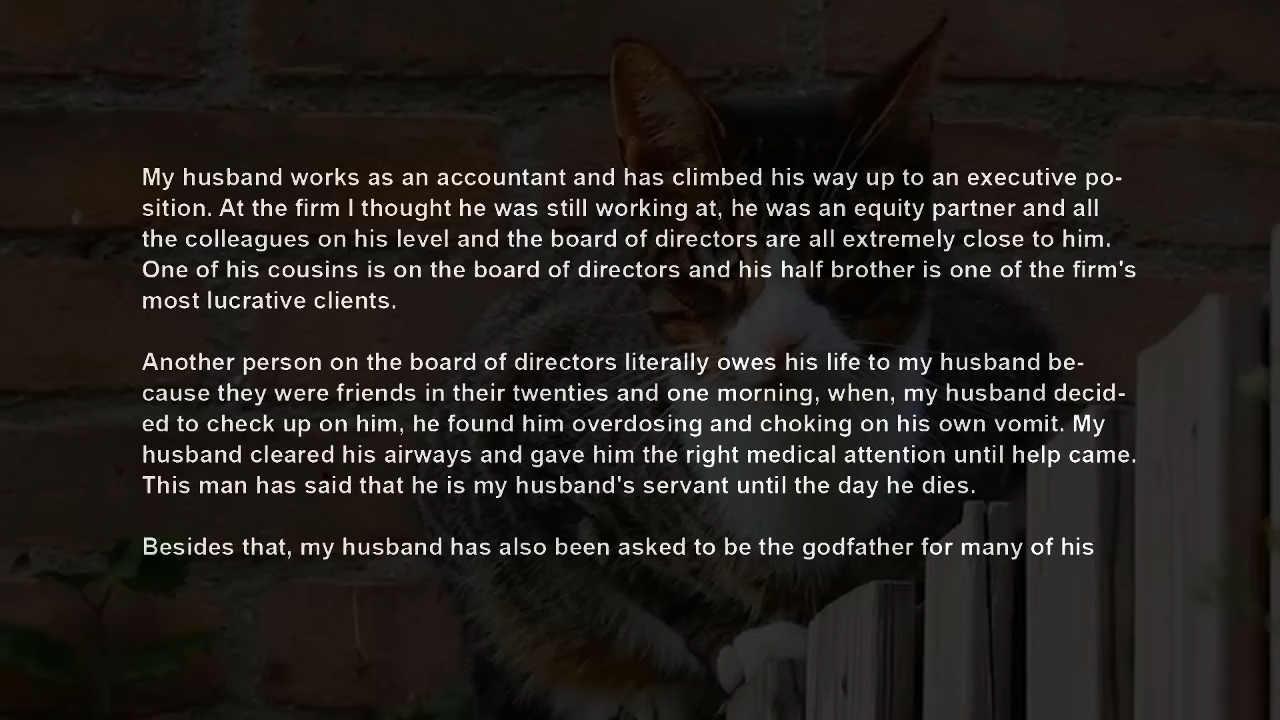 My husband works as an accountant and has climbed his way up to an executive po-
sition. At the firm I thought he was still working at, he was an equity partner and all
the colleagues on his level and the board of directors are all extremely close to him.
One of his cousins is on the board of directors and his half brother is one of the firm's
most lucrative clients.
Another person on the board of directors literally owes his life to my husband be-
cause they were friends in their twenties and one morning, when, my husband decid-
ed to check up on him, he found him overdosing and choking on his own vomit. My
husband cleared his airways and gave him the right medical attention until help came.
This man has said that he is my husband's servant until the day he dies.
Besides that, my husband has also been asked to be the godfather for many of his